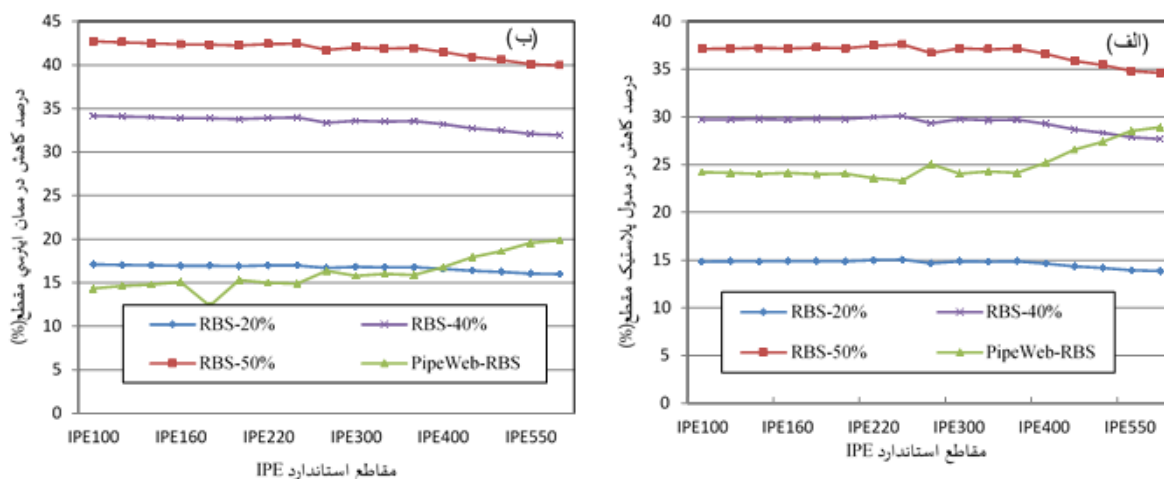 (الف)
درصد کاهش در مدول پلاستیک مقطع(%)
40
35
30
25
20
15
10
5
0
RBS-20%
RBS-40%
RBS-50%
PipeWeb-RBS
IPE100
IPE160
IPE220
IPE300
IPE400
IPE550
مقاطع استاندارد IPE
(ب)
درصد کاهش در ممان اینرسي مقطع(%)
45
40
35
30
25
20
15
10
5
0
RBS-20%
RBS-40%
RBS-50%
PipeWeb-RBS
IPE100
IPE160
IPE220
IPE300
IPE400
IPE550
مقاطع استاندارد IPE